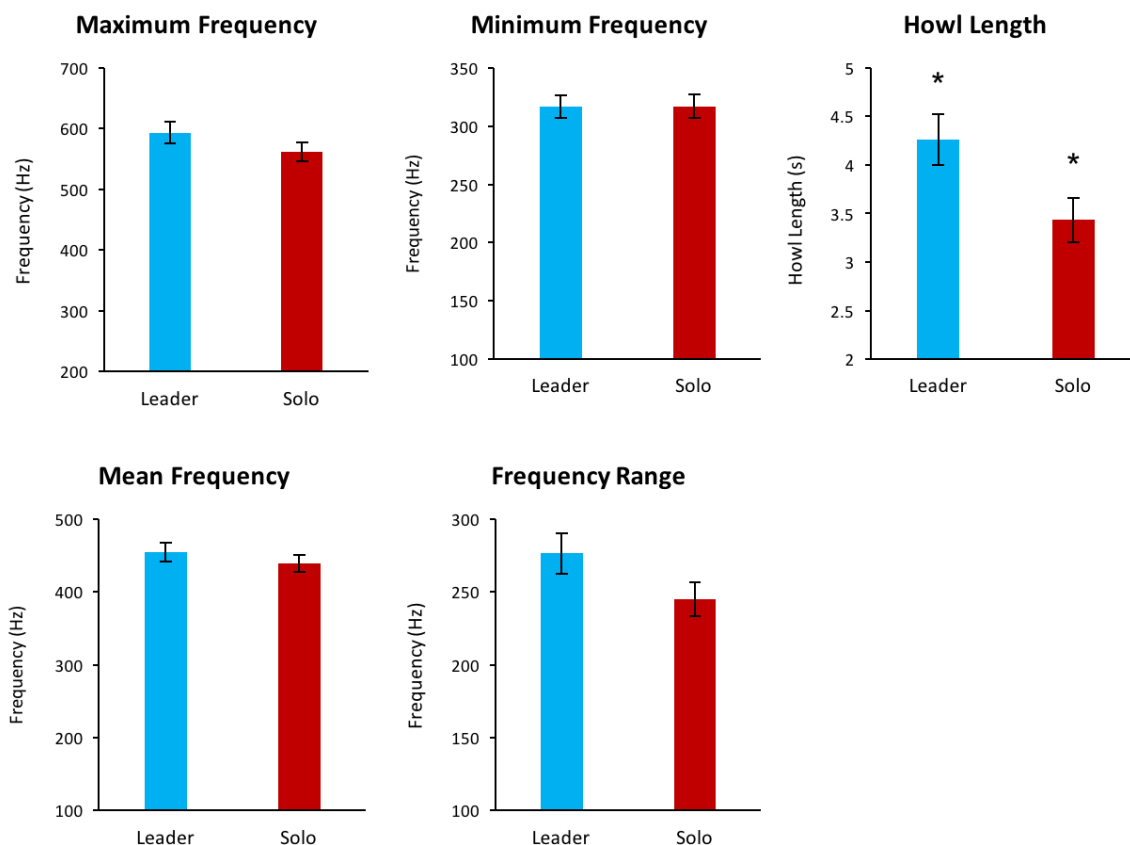 Maximum Frequency
Frequency (Hz)
700
600
500
400
300
200
Leader Solo
Minimum Frequency
Frequency (Hz)
350
300
250
200
150
100
Leader Solo
Howl Length
Howl Length (s)
5
4.5
4
3.5
3
2.5
2
* *
Leader Solo
Mean Frequency
Frequency (Hz)
500
400
300
200
100
Leader Solo
Frequency Range
Frequency (Hz)
300
250
200
150
100
Leader Solo